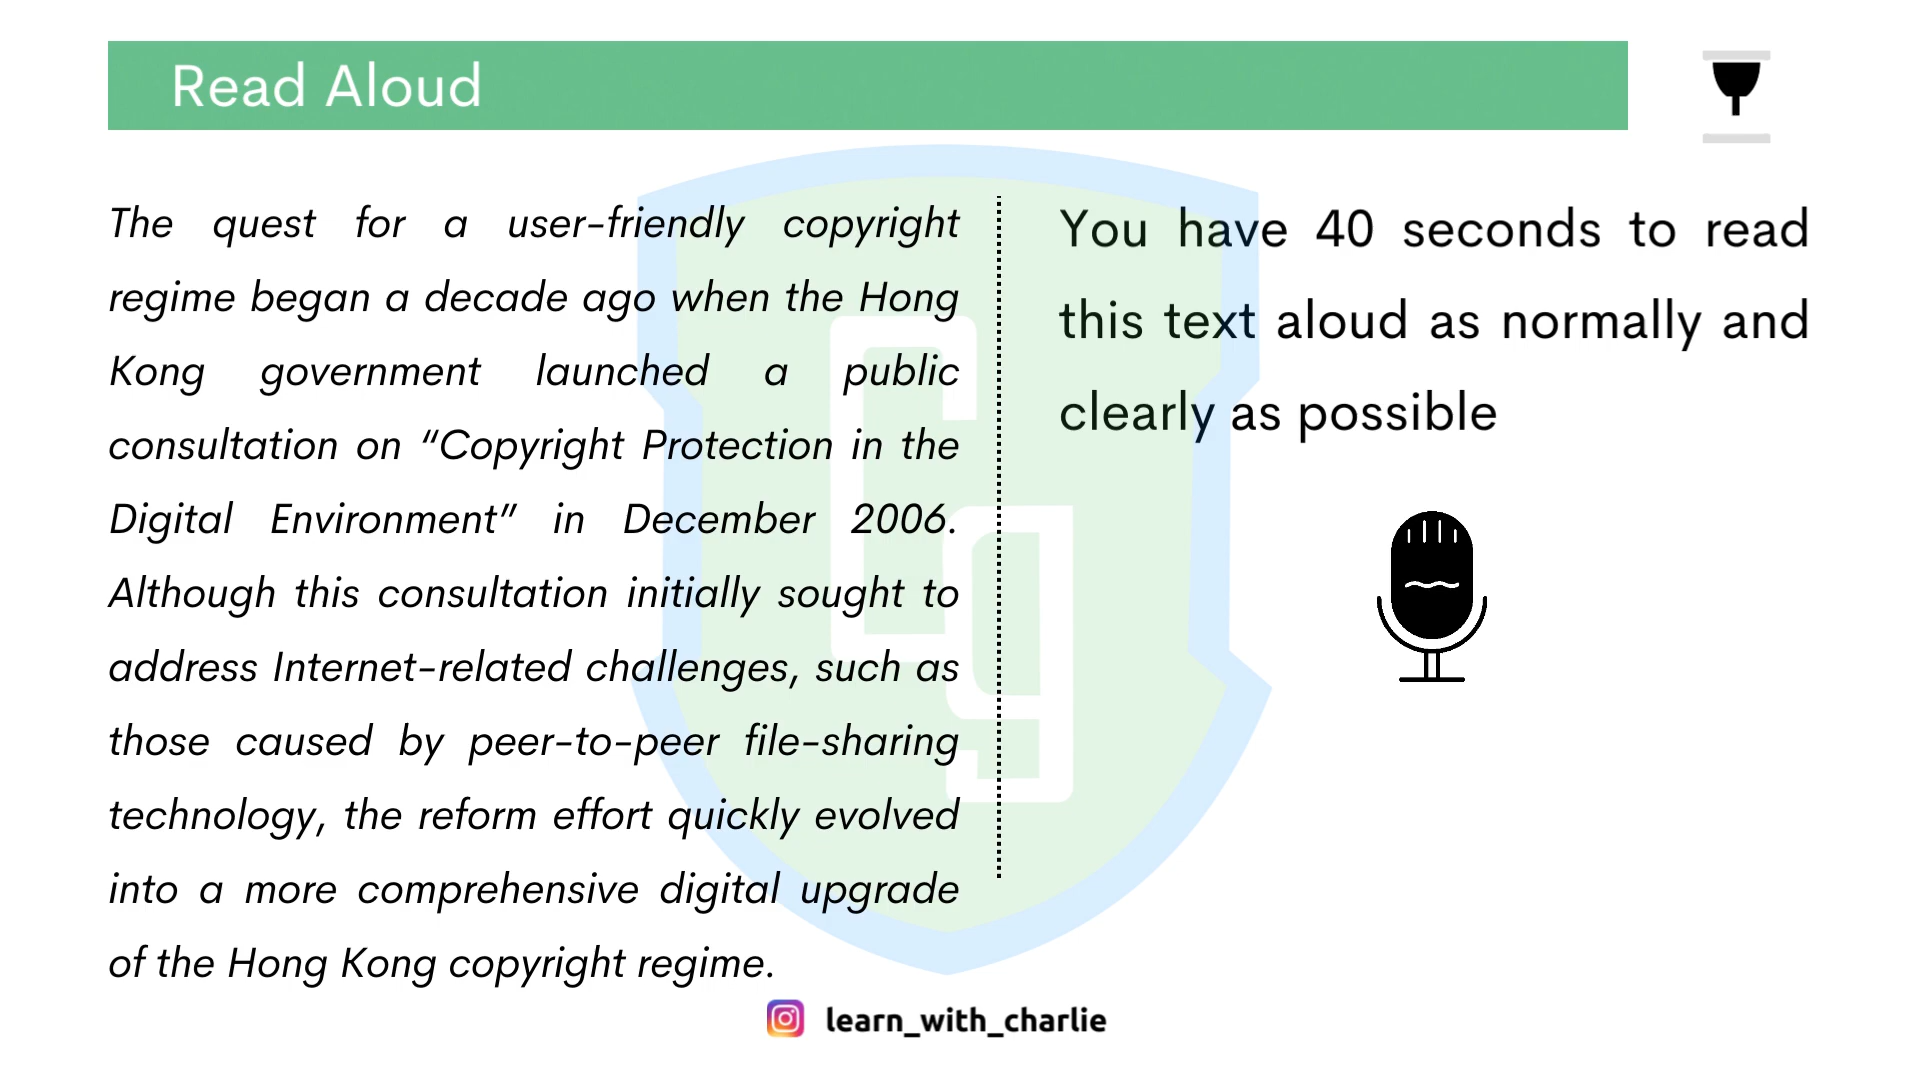 Read Aloud
The quest for a user-friendly copyright
regime began a decade ago when the Hong
Kong government launched a public
consultation on “Copyright Protection in the
Digital Environment” in December 2006.
Although this consultation initially sought to
address Internet-related challenges, such as
those caused by peer-to-peer file-sharing
technology, the reform effort quickly evolved
into a more comprehensive digital upgrade
of the Hong Kong copyright regime.
You have 40 seconds to read
this text aloud as normally and
clearly as possible
Cg
learn_with_charlie